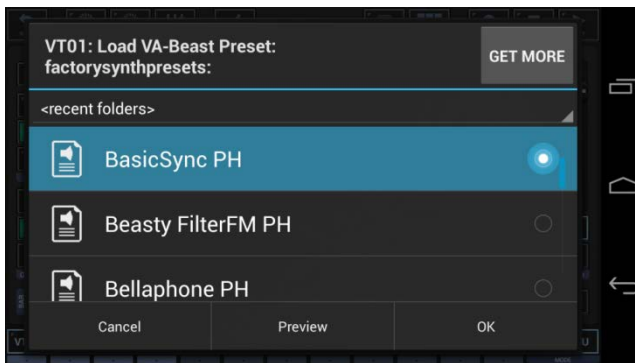 VT01: Load VA-Beast Preset:
factorysynthpresets:
GET MORE
<recent folders>
BasicSync PH
Beasty FilterFM PH
Bellaphone PH
Cancel
Preview
OK